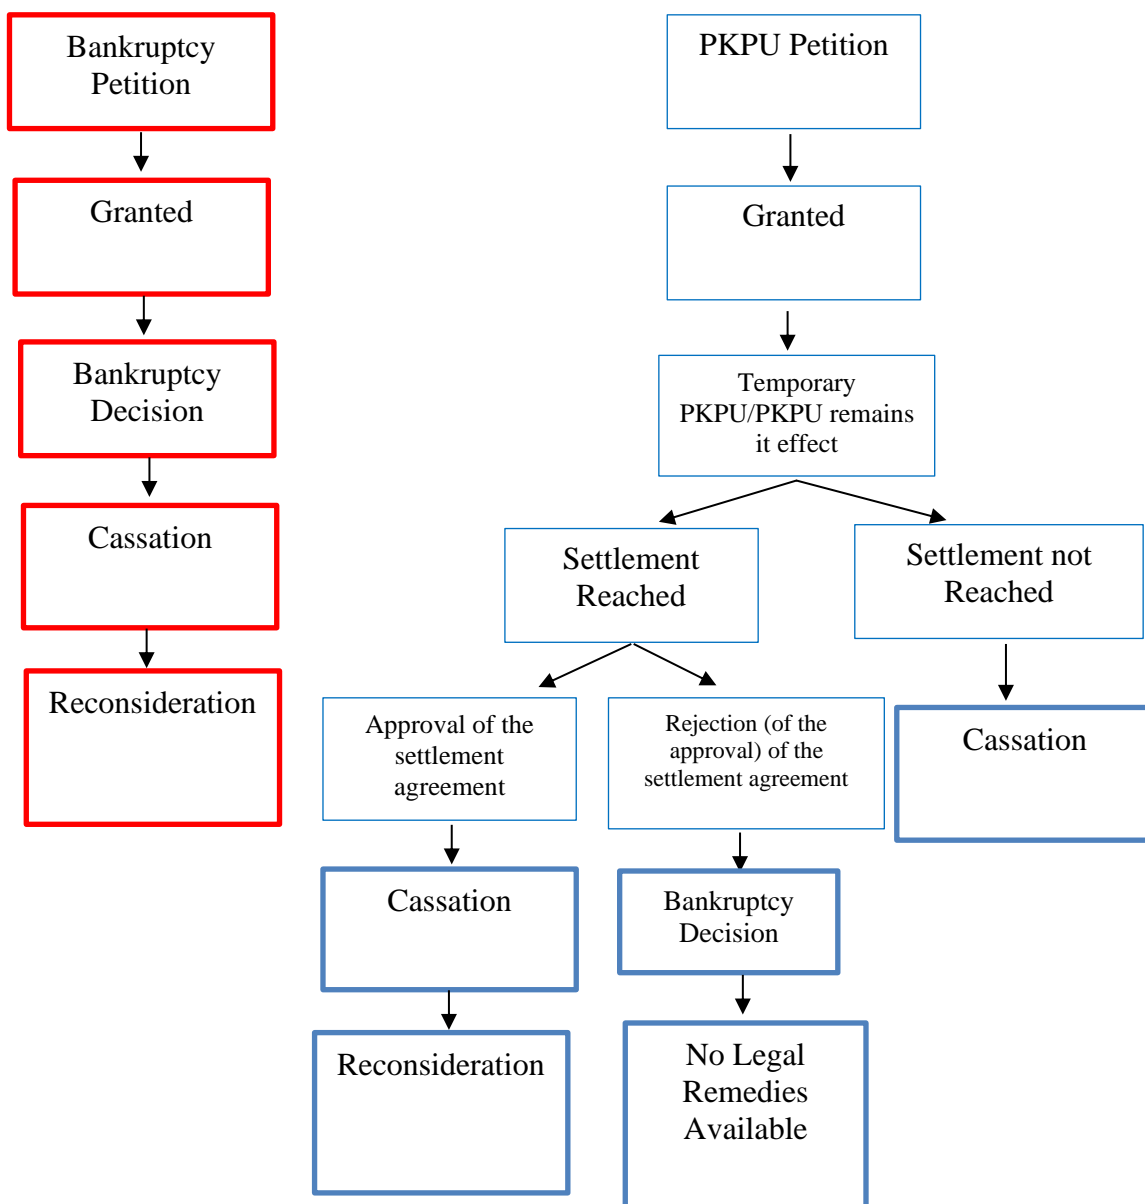 Bankruptcy
Petition
Granted
Bankruptcy
Decision
Cassation
Reconsideration
PKPU Petition
Granted
Temporary
PKPU/PKPU remains
it effect
Settlement
Reached
Settlement not
Reached
Approval of the
settlement
agreement
Rejection (of the
approval) of the
settlement agreement
Cassation
Cassation
Bankruptcy
Decision
Reconsideration
No Legal
Remedies
Available